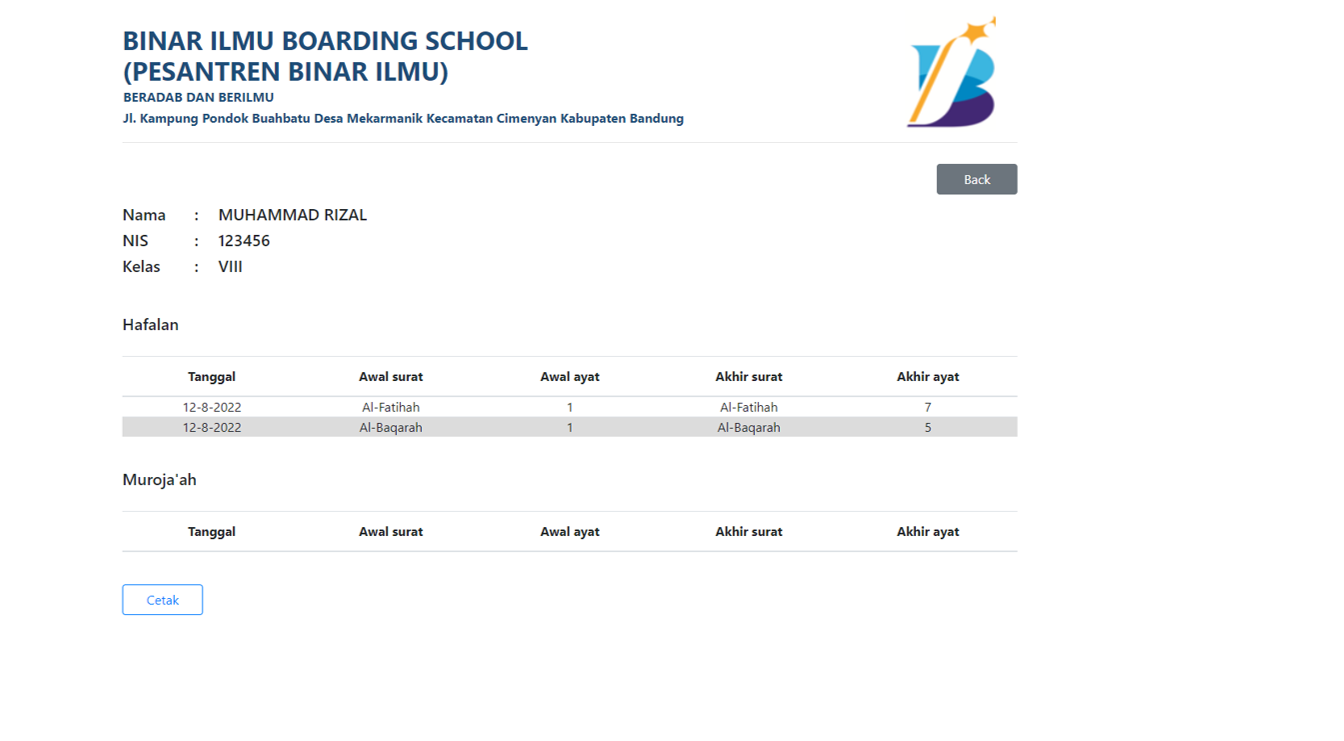 BINAR ILMU BOARDING SCHOOL
(PESANTREN BINAR ILMU)
BERADAB DAN BERILMU
Jl. Kampung Pondok Buahbatu Desa Mekarmanik Kecamatan Cimenyan Kabupaten Bandung
Back
Nama : MUHAMMAD RIZAL
NIS : 123456
Kelas : VIII
Hafalan
Tanggal Awal surat Awal ayat Akhir surat Akhir ayat
12-8-2022 Al-Fatihah 1 Al-Fatihah 7
12-8-2022 Al-Baqarah 1 Al-Baqarah 5
Muroja'ah
Tanggal Awal surat Awal ayat Akhir surat Akhir ayat
Cetak